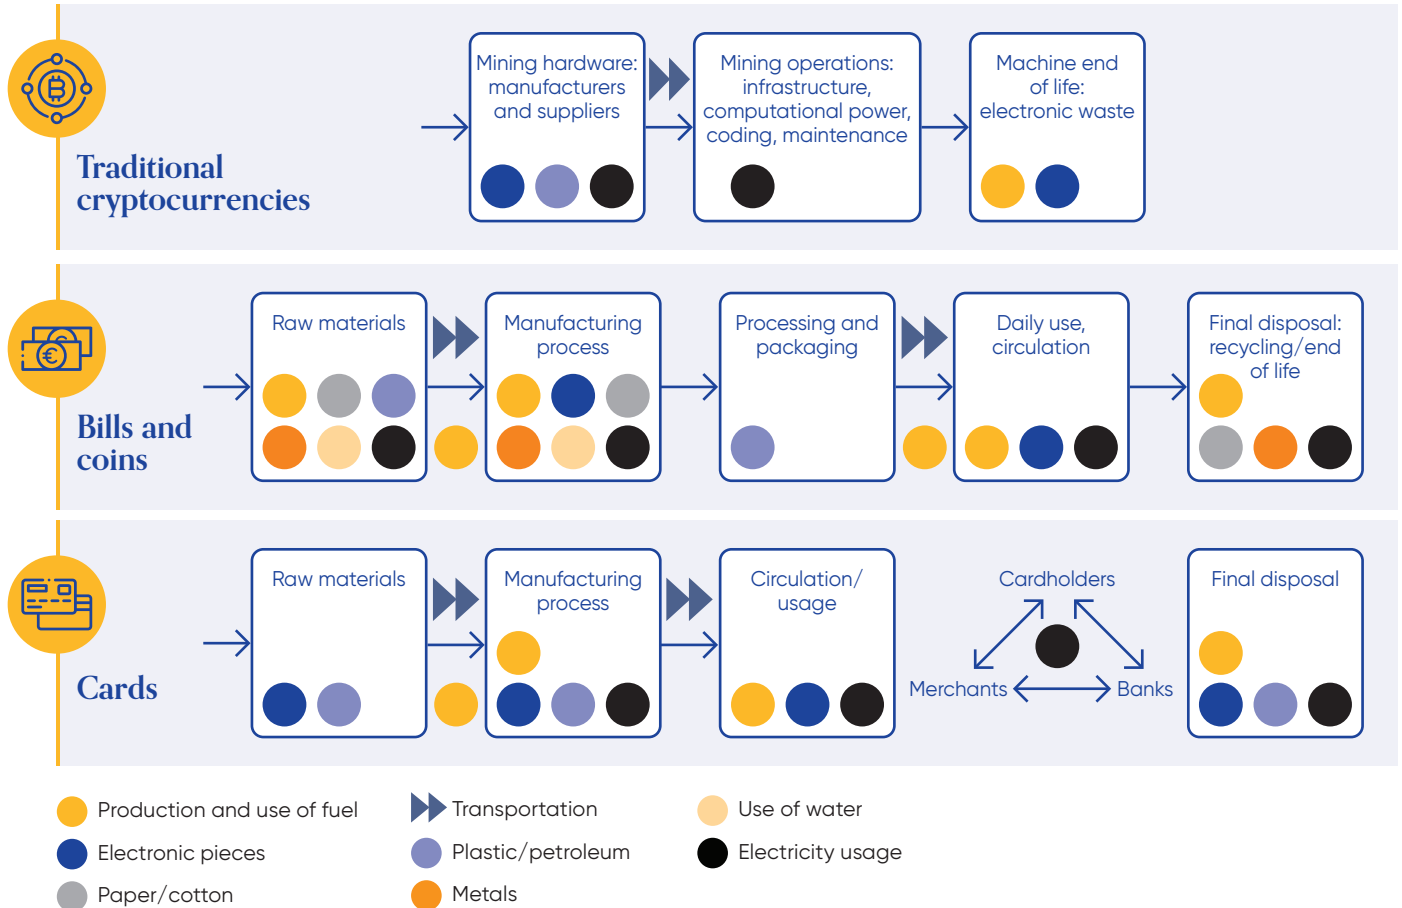 Traditional
cryptocurrencies
Mining hardware:
manufacturers
and suppliers
Mining operations:
infrastructure,
computational power,
coding, maintenance
Machine end
of life:
electronic waste
Bills and
coins
Raw materials
Manufacturing
process
Processing and
packaging
Daily use,
circulation
Final disposal:
recycling/end
of life
Cards
Raw materials
Manufacturing
process
Circulation/
usage
Cardholders
Merchants
Banks
Final disposal
Production and use of fuel
Electronic pieces
Paper/cotton
Transportation
Plastic/petroleum
Metals
Use of water
Electricity usage